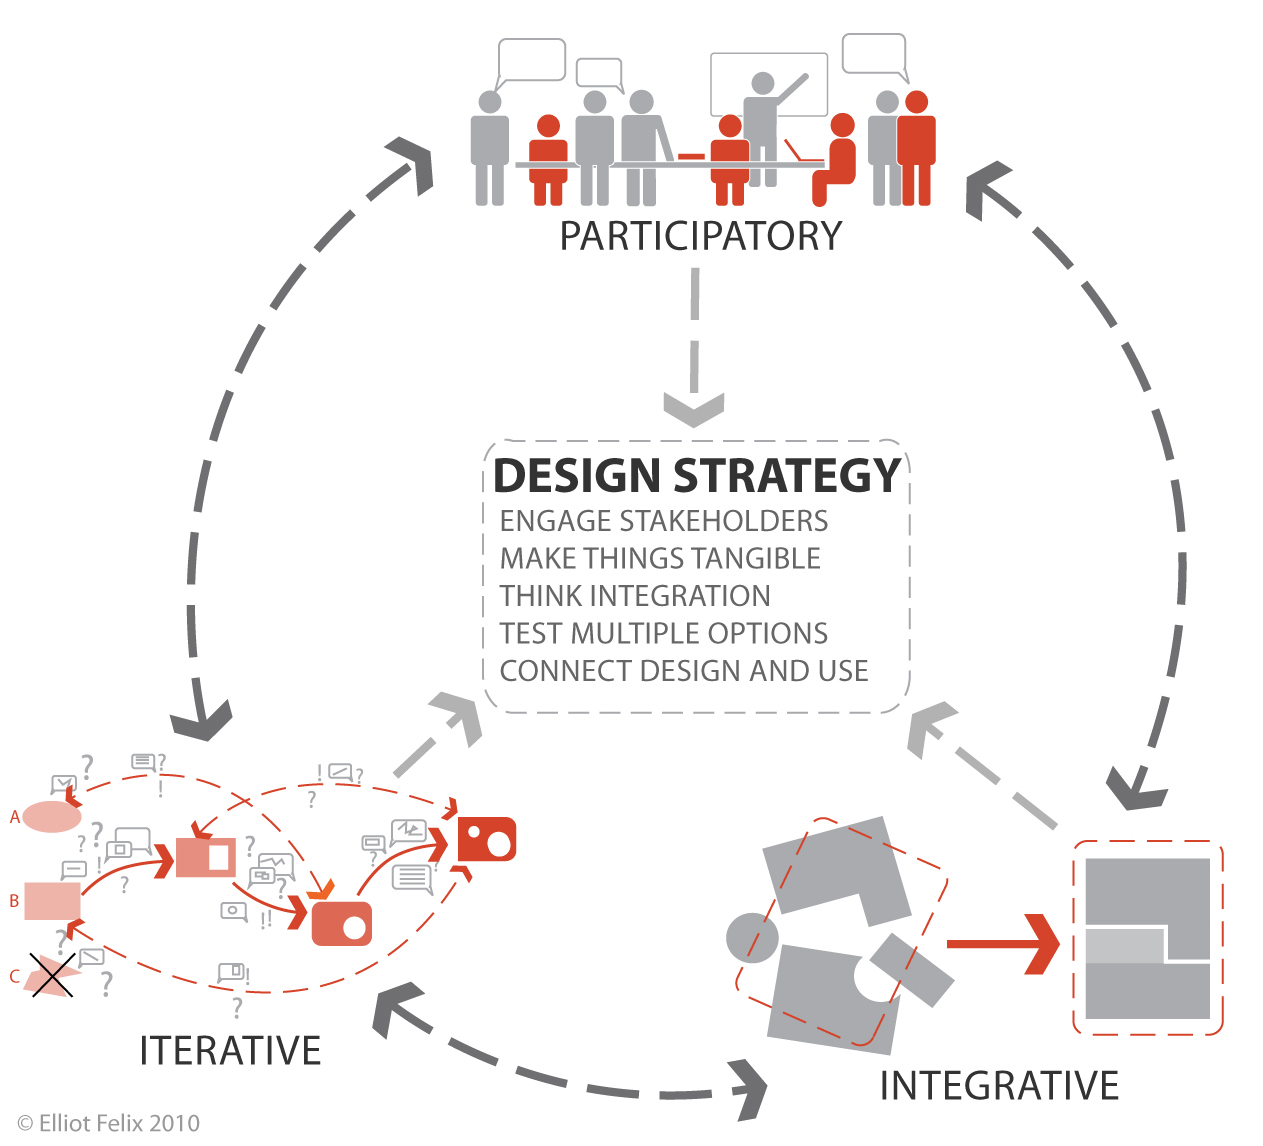 PARTICIPATORY
DESIGN STRATEGY
ENGAGE STAKEHOLDERS
MAKE THINGS TANGIBLE
THINK INTEGRATION
TEST MULTIPLE OPTIONS
CONNECT DESIGN AND USE
? ? ! ! ? ?
A
? ? ! ? ? ? ? ?
B
! !
? ? ! ?
C
ITERATIVE
INTEGRATIVE
© Elliot Felix 2010